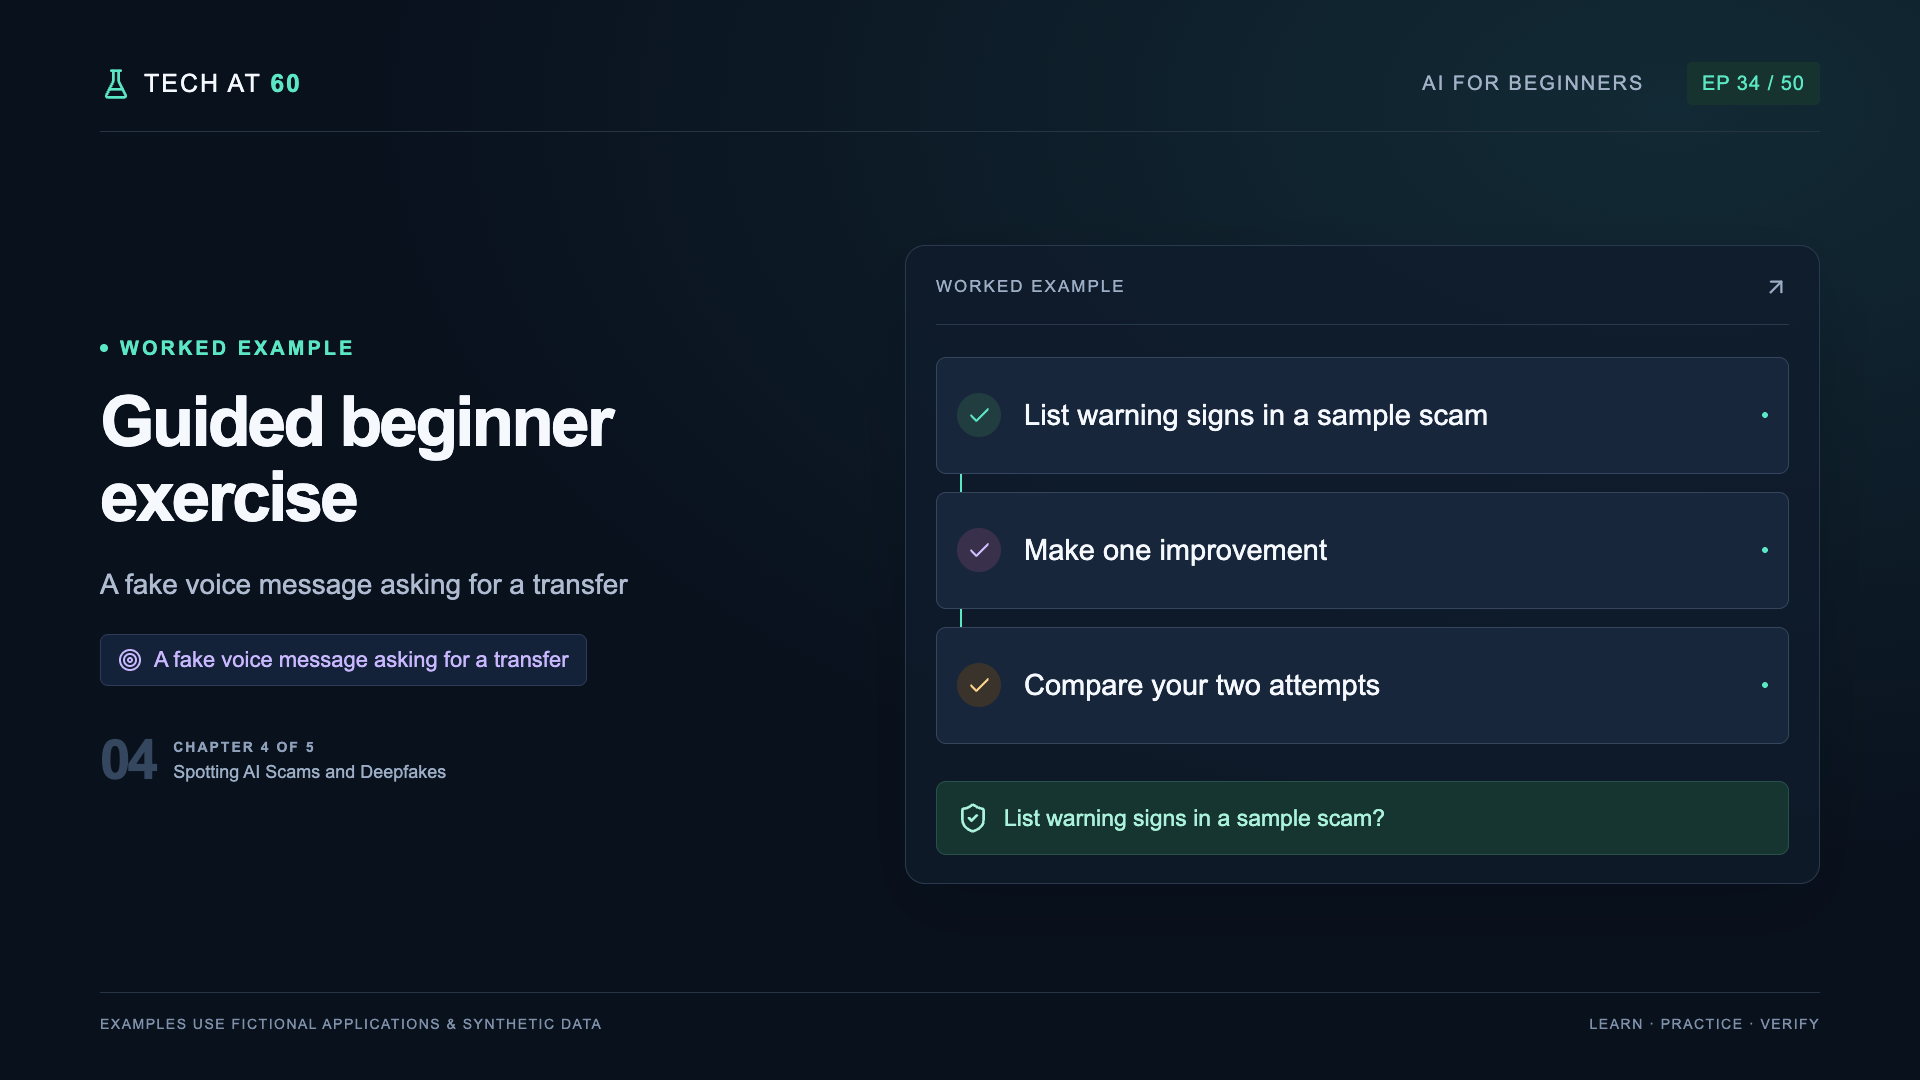 TECH AT 60
AI FOR BEGINNERS
EP 34 / 50
WORKED EXAMPLE
Guided beginner
exercise
A fake voice message asking for a transfer
A fake voice message asking for a transfer
04
CHAPTER 4 OF 5
Spotting AI Scams and Deepfakes
WORKED EXAMPLE
List warning signs in a sample scam
Make one improvement
Compare your two attempts
List warning signs in a sample scam?
EXAMPLES USE FICTIONAL APPLICATIONS & SYNTHETIC DATA
LEARN · PRACTICE · VERIFY